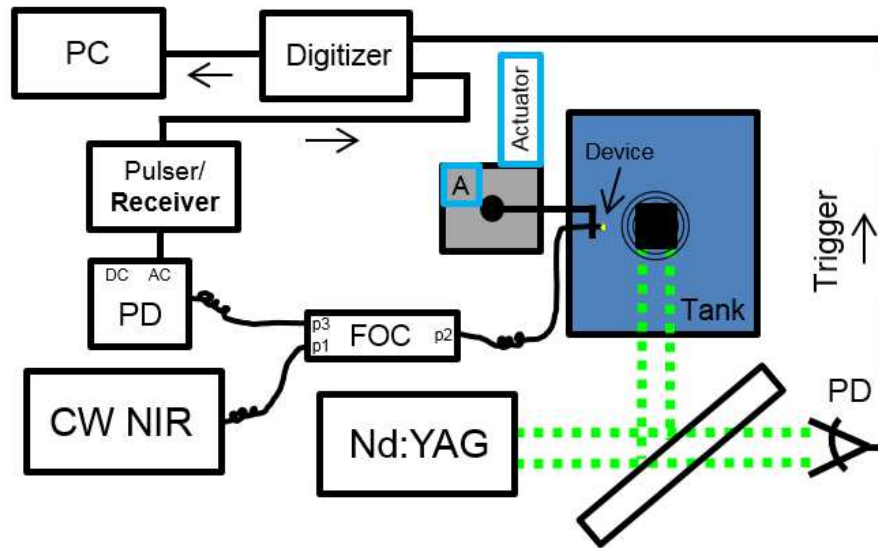 PC
Digitizer
Actuator
Pulser/
Receiver
A
Device
DC AC
PD
p3
p1
FOC
p2
Tank
Trigger
CW NIR
Nd:YAG
PD